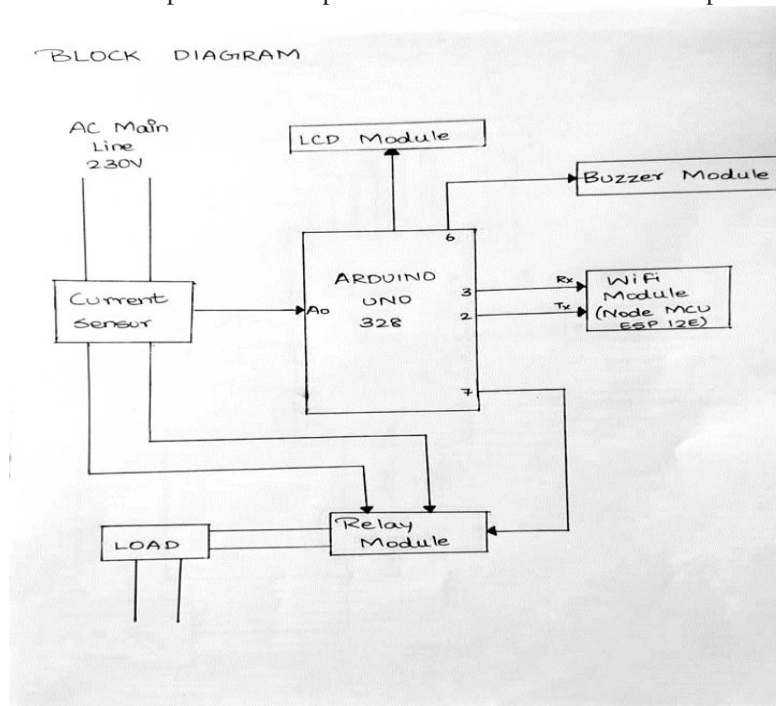 BLOCK DIAGRAM
AC Main
Line
230V
LCD Module
Buzzer Module
6
Current
Sensor
A0
ARDUINO
UNO
328
3
2
7
Rx
Tx
WiFi
Module
(Node MCU
ESP 12E)
LOAD
Relay
Module